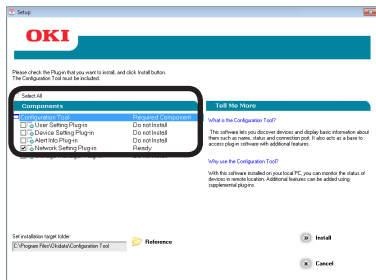 Setup
OKI
Please check the Plug-in that you want to install, and click Install button.
The Configuration Tool must be included.
Select All
Components
Configuration Tool Required Component
User Setting Plug-in Do not Install
Device Setting Plug-in Do not Install
Alert Info Plug-in Do not Install
Network Setting Plug-in Ready
Tell Me More
What is the Configuration Tool?
This software lets you discover devices and display basic information about
them such as name, status and connection port. It also acts as a base to
access plug-in software with additional features.
Why use the Configuration Tool?
With this software installed on your local PC, you can monitor the status of
devices in remote location. Additional features can be added using
supplemental plug-ins.
Set installation target folder
C:\Program Files\Okidata\Configuration Tool
Reference
Install
Cancel